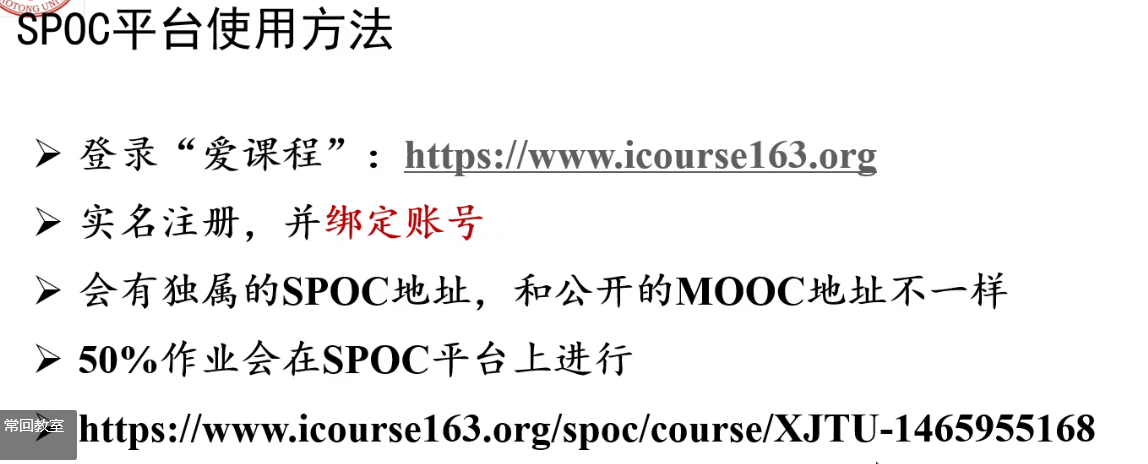 OTONG UNI
SPOC平台使用方法
➢ 登录“爱课程”：https://www.icourse163.org
➢ 实名注册，并绑定账号
➢ 会有独属的SPOC地址，和公开的MOOC地址不一样
➢ 50%作业会在SPOC平台上进行
常回教室
➢ https://www.icourse163.org/spoc/course/XJTU-1465955168